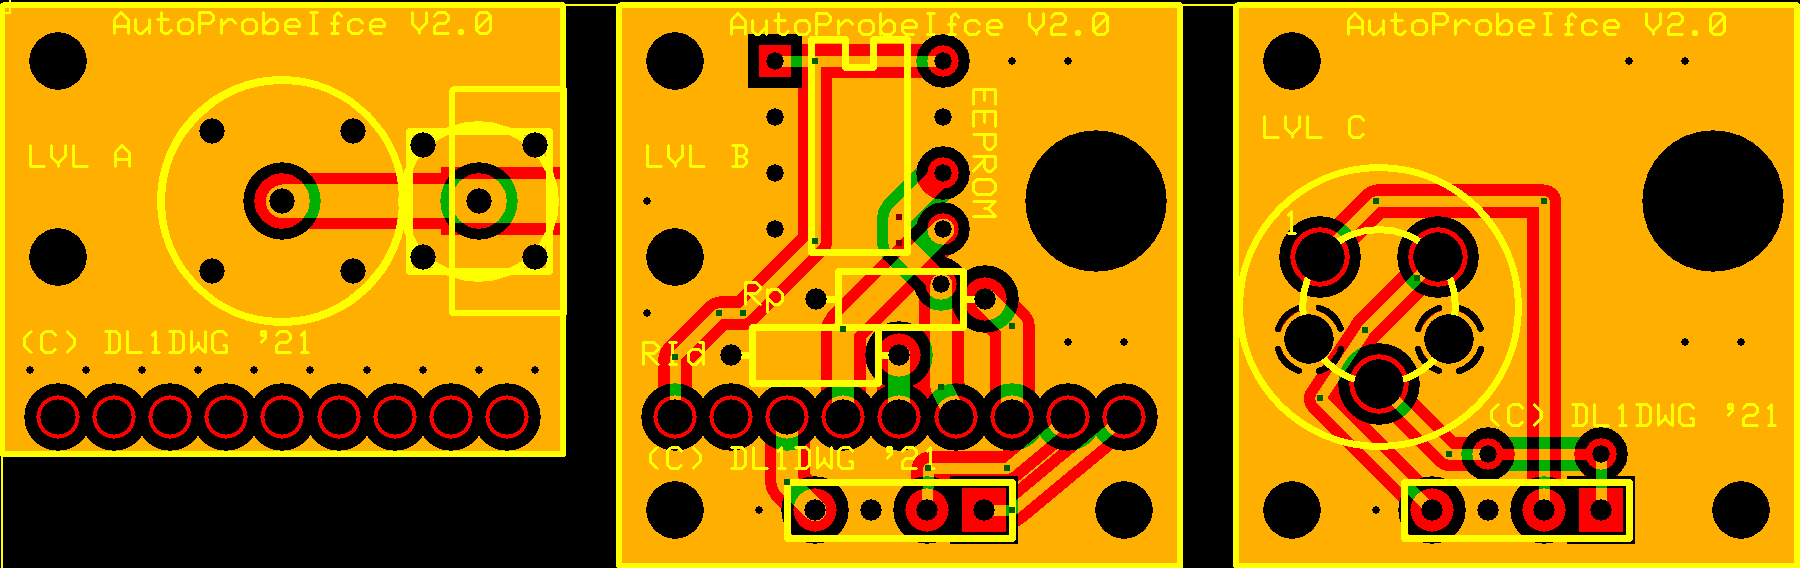 AutoProbeIfce V2.0
LVL A
(C) DL1DWG '21
AutoProbeIfce V2.0
EEPROM
LVL B
Rp
RId
(C) DL1DWG '21
AutoProbeIfce V2.0
LVL C
1
(C) DL1DWG '21